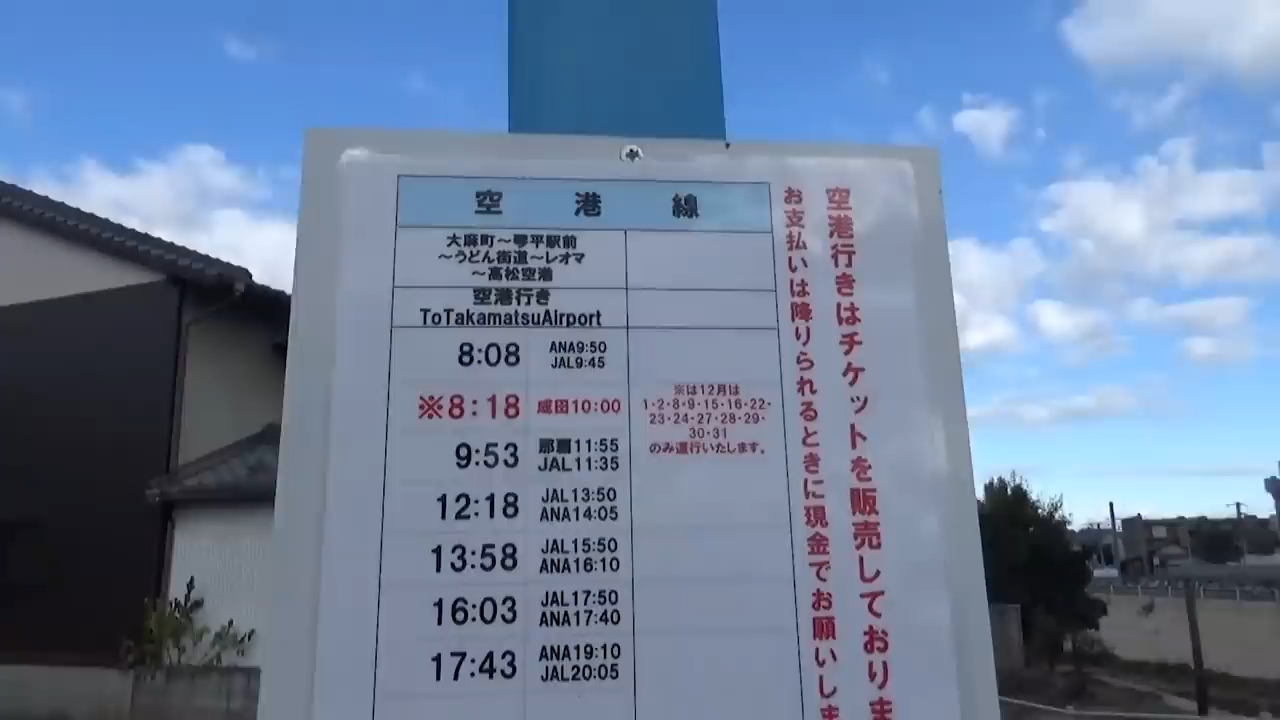 空港線
大麻町～琴平駅前
～うどん街道～レオマ
～高松空港
空港行き
ToTakamatsuAirport
8:08 ANA9:50
JAL9:45
※8:18 成田10:00
※は12月は
1・2・8・9・15・16・22・
23・24・27・28・29・
30・31
のみ運行いたします。
9:53 那覇11:55
JAL11:35
12:18 JAL13:50
ANA14:05
13:58 JAL15:50
ANA16:10
16:03 JAL17:50
ANA17:40
17:43 ANA19:10
JAL20:05
空港行きはチケットを販売しておりま
お支払いは降りられるときに現金でお願いしま